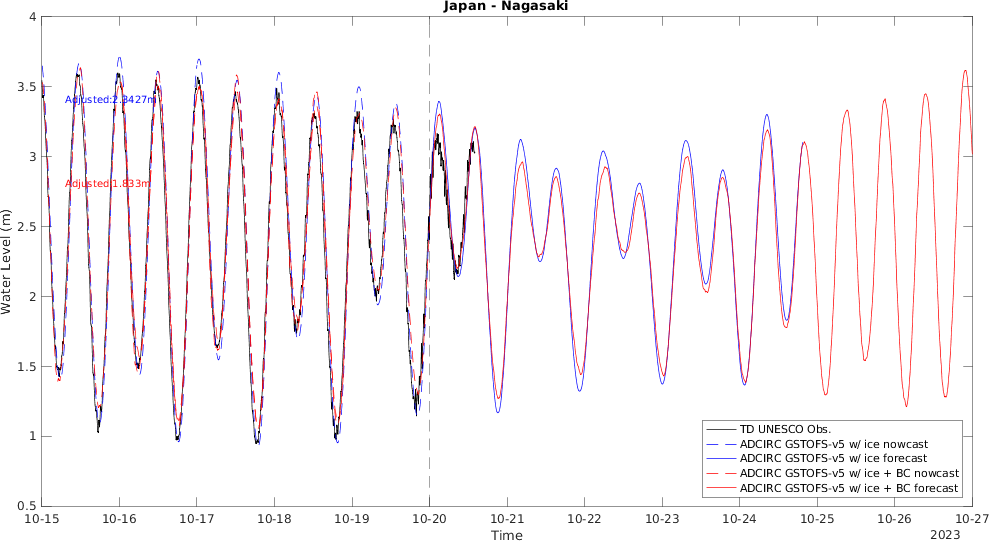 Japan - Nagasaki
4
3.5
3
2.5
2
1.5
1
0.5
Water Level (m)
Adjusted:2.3427m
Adjusted:1.833m
TD UNESCO Obs.
ADCIRC GSTOFS-v5 w/ ice nowcast
ADCIRC GSTOFS-v5 w/ ice forecast
ADCIRC GSTOFS-v5 w/ ice + BC nowcast
ADCIRC GSTOFS-v5 w/ ice + BC forecast
10-15 10-16 10-17 10-18 10-19 10-20 10-21 10-22 10-23 10-24 10-25 10-26 10-27
Time
2023